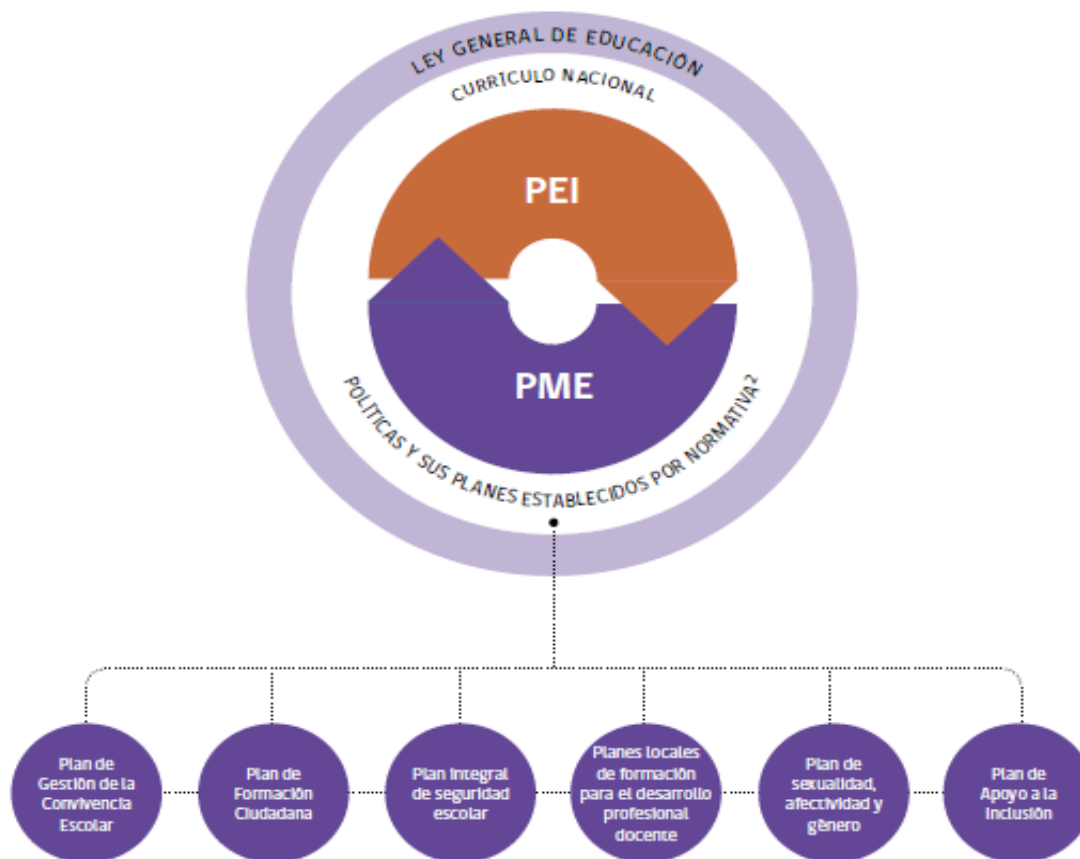 LEY GENERAL DE EDUCACIÓN
CURRÍCULO NACIONAL
PEI
PME
POLÍTICAS Y SUS PLANES ESTABLECIDOS POR NORMATIVA²
Plan de
Gestión de la
Convivencia
Escolar
Plan de
Formación
Ciudadana
Plan Integral
de seguridad
escolar
Planes locales
de formación
para el desarrollo
profesional
docente
Plan de
sexualidad,
afectividad y
gènero
Plan de
Apoyo a la
Inclusión